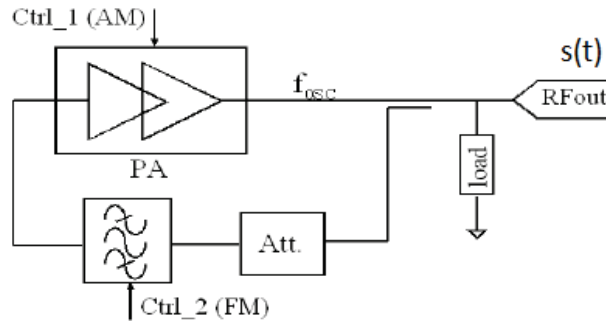 Ctrl_1 (AM)
s(t)
fosc
RFout
PA
load
Att.
Ctrl_2 (FM)